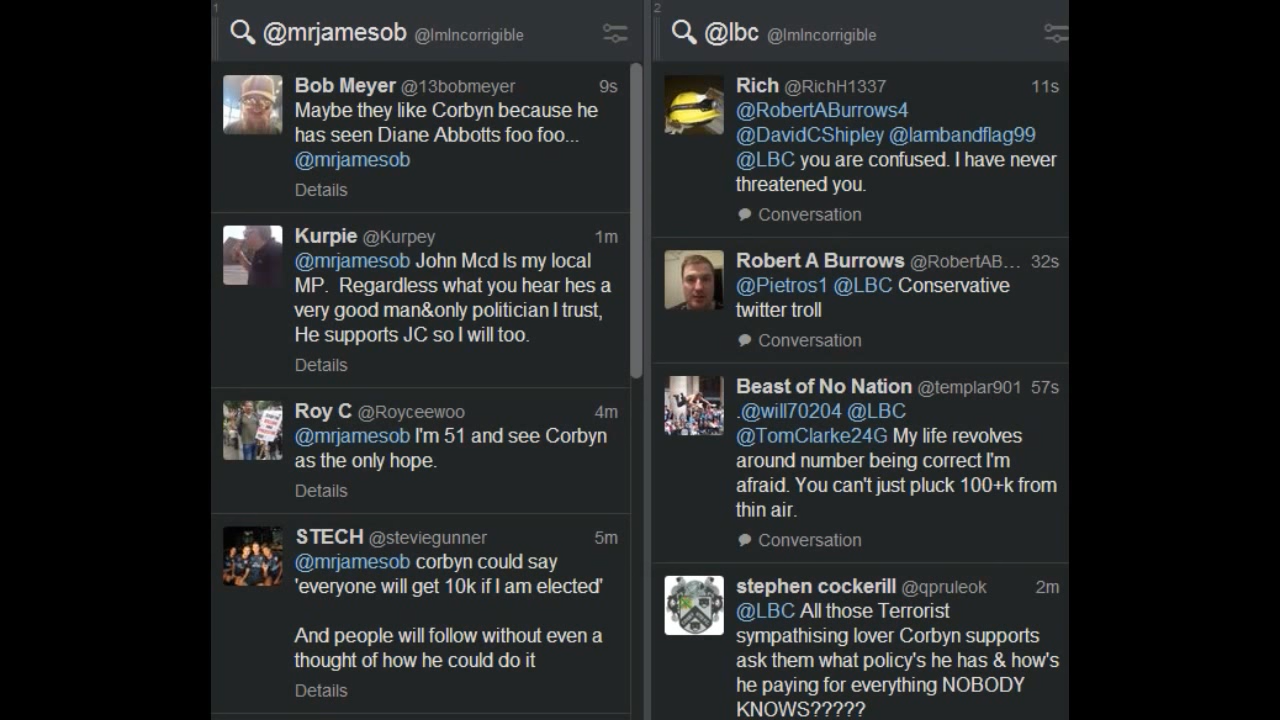 1
@mrjamesob @ImIncorrigible
Bob Meyer @13bobmeyer 9s
Maybe they like Corbyn because he
has seen Diane Abbotts foo foo...
@mrjamesob
Details
Kurpie @Kurpey 1m
@mrjamesob John Mcd Is my local
MP.  Regardless what you hear hes a
very good man&only politician I trust,
He supports JC so I will too.
Details
Roy C @Royceewoo 4m
@mrjamesob I'm 51 and see Corbyn
as the only hope.
Details
STECH @steviegunner 5m
@mrjamesob corbyn could say
'everyone will get 10k if I am elected'
And people will follow without even a
thought of how he could do it
Details
2
@lbc @ImIncorrigible
Rich @RichH1337 11s
@RobertABurrows4
@DavidCShipley @lambandflag99
@LBC you are confused. I have never
threatened you.
Conversation
Robert A Burrows @RobertAB... 32s
@Pietros1 @LBC Conservative
twitter troll
Conversation
Beast of No Nation @templar901 57s
.@will70204 @LBC
@TomClarke24G My life revolves
around number being correct I'm
afraid. You can't just pluck 100+k from
thin air.
Conversation
stephen cockerill @qpruleok 2m
@LBC All those Terrorist
sympathising lover Corbyn supports
ask them what policy's he has & how's
he paying for everything NOBODY
KNOWS?????